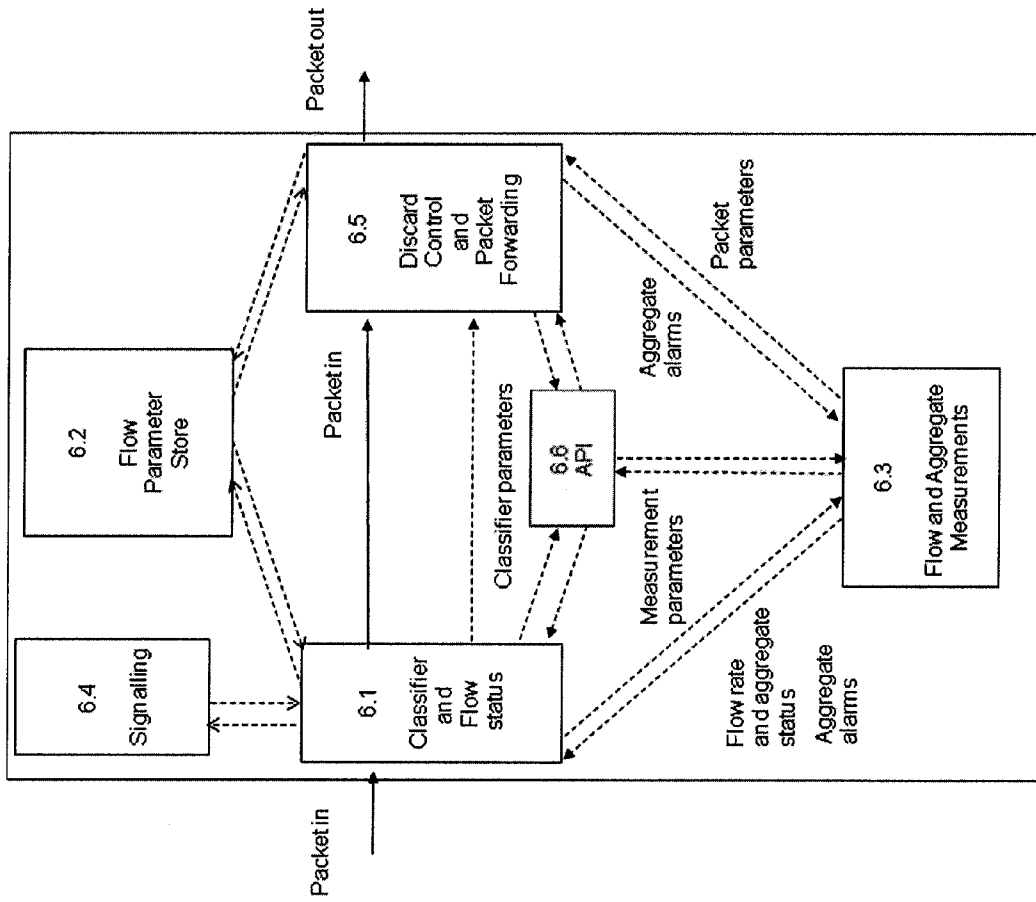 Packet in
6.4
Signalling
6.1
Classifier
and
Flow
status
6.2
Flow
Parameter
Store
Packet in
Classifier parameters
6.6
API
Measurement
parameters
Flow rate
and aggregate
status
Aggregate
alarms
6.3
Flow and Aggregate
Measurements
6.5
Discard
Control
and
Packet
Forwarding
Aggregate
alarms
Packet
parameters
Packet out